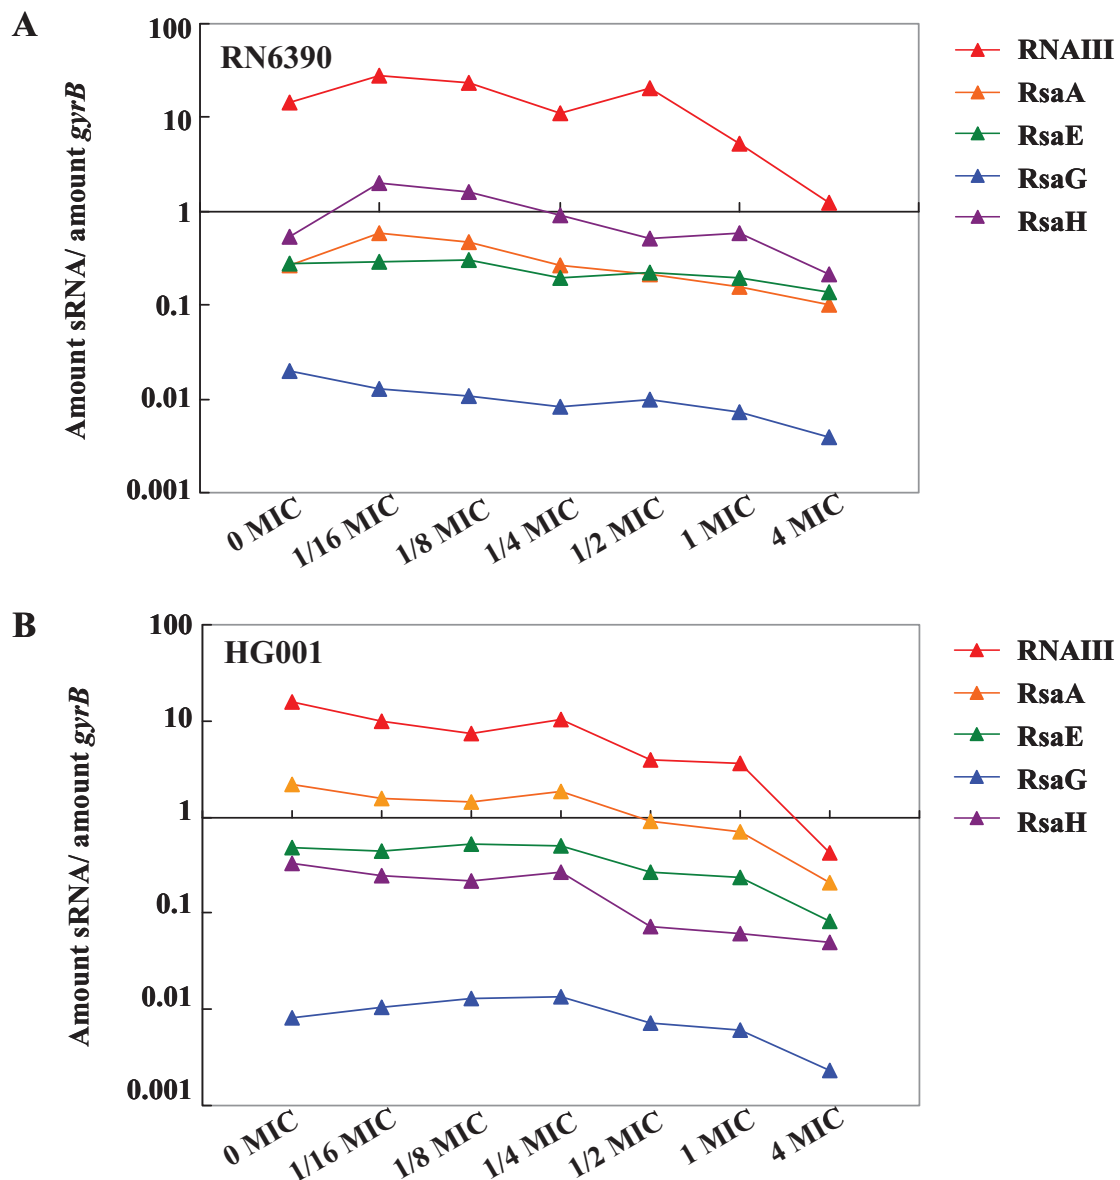 A
RN6390
Amount sRNA/ amount gyrB
100
10
1
0.1
0.01
0.001
0 MIC
1/16 MIC
1/8 MIC
1/4 MIC
1/2 MIC
1 MIC
4 MIC
RNAIII
RsaA
RsaE
RsaG
RsaH
B
HG001
Amount sRNA/ amount gyrB
100
10
1
0.1
0.01
0.001
0 MIC
1/16 MIC
1/8 MIC
1/4 MIC
1/2 MIC
1 MIC
4 MIC
RNAIII
RsaA
RsaE
RsaG
RsaH